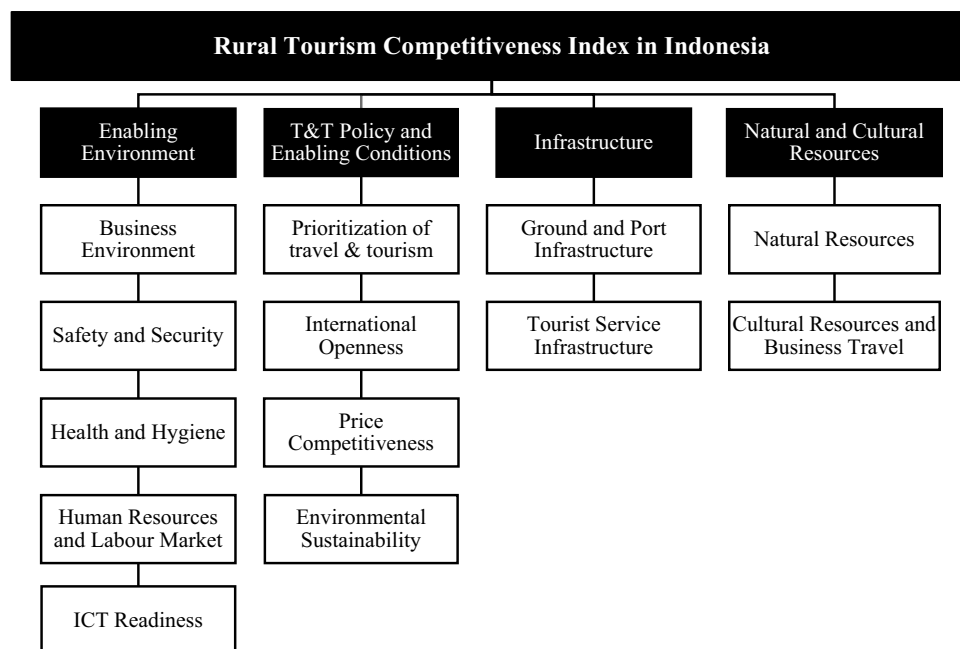 Rural Tourism Competitiveness Index in Indonesia
Enabling
Environment
Business
Environment
Safety and Security
Health and Hygiene
Human Resources
and Labour Market
ICT Readiness
T&T Policy and
Enabling Conditions
Prioritization of
travel & tourism
International
Openness
Price
Competitiveness
Environmental
Sustainability
Infrastructure
Ground and Port
Infrastructure
Tourist Service
Infrastructure
Natural and Cultural
Resources
Natural Resources
Cultural Resources and
Business Travel